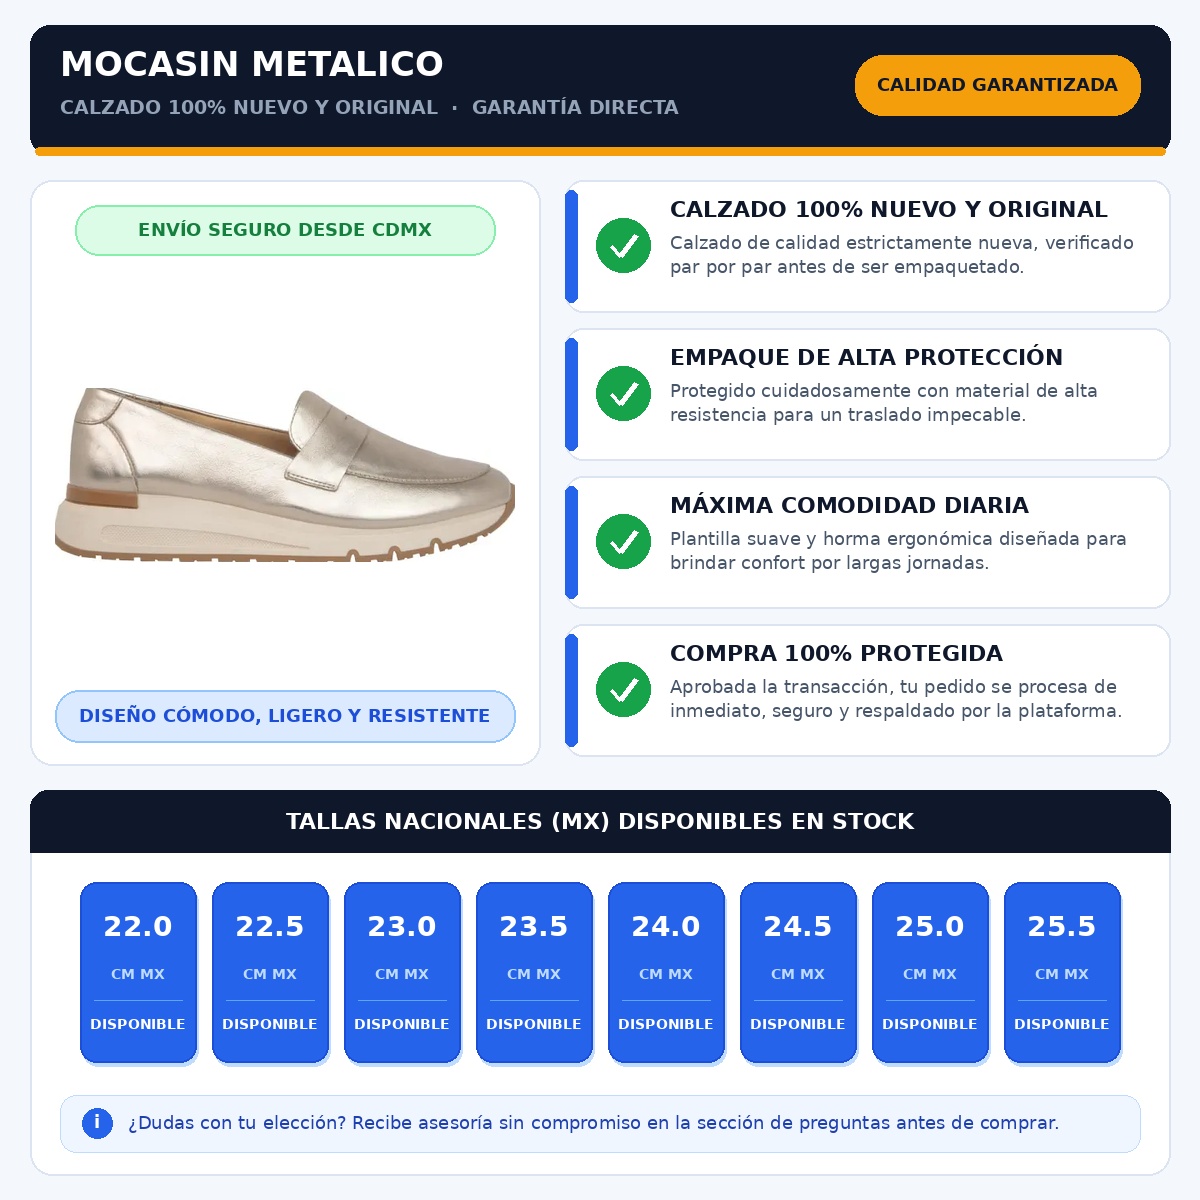 MOCASIN METALICO
CALZADO 100% NUEVO Y ORIGINAL · GARANTÍA DIRECTA
CALIDAD GARANTIZADA
ENVÍO SEGURO DESDE CDMX
DISEÑO CÓMODO, LIGERO Y RESISTENTE
CALZADO 100% NUEVO Y ORIGINAL
Calzado de calidad estrictamente nueva, verificado
par por par antes de ser empaquetado.
EMPAQUE DE ALTA PROTECCIÓN
Protegido cuidadosamente con material de alta
resistencia para un traslado impecable.
MÁXIMA COMODIDAD DIARIA
Plantilla suave y horma ergonómica diseñada para
brindar confort por largas jornadas.
COMPRA 100% PROTEGIDA
Aprobada la transacción, tu pedido se procesa de
inmediato, seguro y respaldado por la plataforma.
TALLAS NACIONALES (MX) DISPONIBLES EN STOCK
22.0 22.5 23.0 23.5 24.0 24.5 25.0 25.5
CM MX CM MX CM MX CM MX CM MX CM MX CM MX CM MX
DISPONIBLE DISPONIBLE DISPONIBLE DISPONIBLE DISPONIBLE DISPONIBLE DISPONIBLE DISPONIBLE
i ¿Dudas con tu elección? Recibe asesoría sin compromiso en la sección de preguntas antes de comprar.